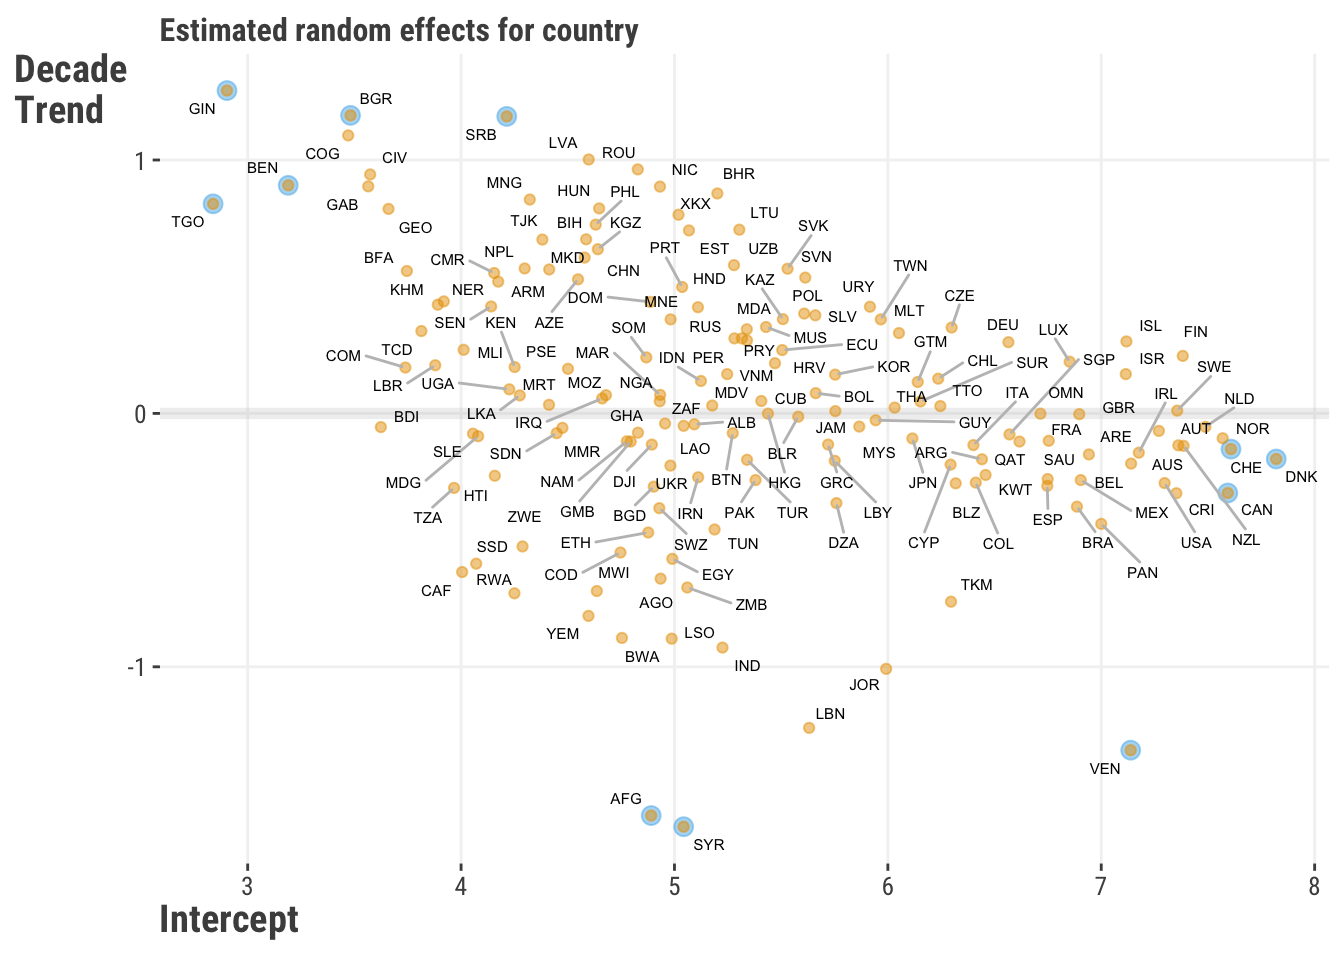 Estimated random effects for country
Decade
Trend
GIN
BGR
SRB
COG
BEN
CIV
LVA
ROU
NIC
BHR
TGO
GAB
GEO
MNG
HUN
PHL
XKX
LTU
SVK
TJK
BIH
KGZ
BFA
CMR
NPL
MKD
CHN
PRT
EST
UZB
SVN
TWN
KHM
NER
ARM
DOM
MNE
HND
KAZ
POL
URY
CZE
SEN
KEN
AZE
SOM
RUS
MDA
MUS
SLV
MLT
DEU
LUX
ISL
FIN
COM
TCD
MLI
PSE
MAR
IDN
PER
PRY
ECU
GTM
SGP
ISR
SWE
LBR
UGA
MRT
MOZ
NGA
VNM
HRV
KOR
CHL
SUR
BDI
LKA
IRQ
GHA
ZAF
MDV
CUB
BOL
THA
TTO
ITA
OMN
GBR
IRL
NLD
SLE
SDN
MMR
LAO
ALB
BLR
JAM
MYS
GUY
ARG
FRA
ARE
AUT
NOR
MDG
HTI
NAM
DJI
UKR
BTN
HKG
GRC
JPN
QAT
SAU
BEL
AUS
CHE
DNK
TZA
ZWE
GMB
BGD
IRN
PAK
TUR
LBY
BLZ
KWT
ESP
MEX
CRI
CAN
SSD
ETH
SWZ
TUN
DZA
CYP
COL
BRA
USA
NZL
CAF
RWA
COD
MWI
EGY
PAN
AGO
ZMB
TKM
YEM
BWA
LSO
IND
JOR
LBN
VEN
AFG
SYR
1
0
-1
3
4
5
6
7
8
Intercept